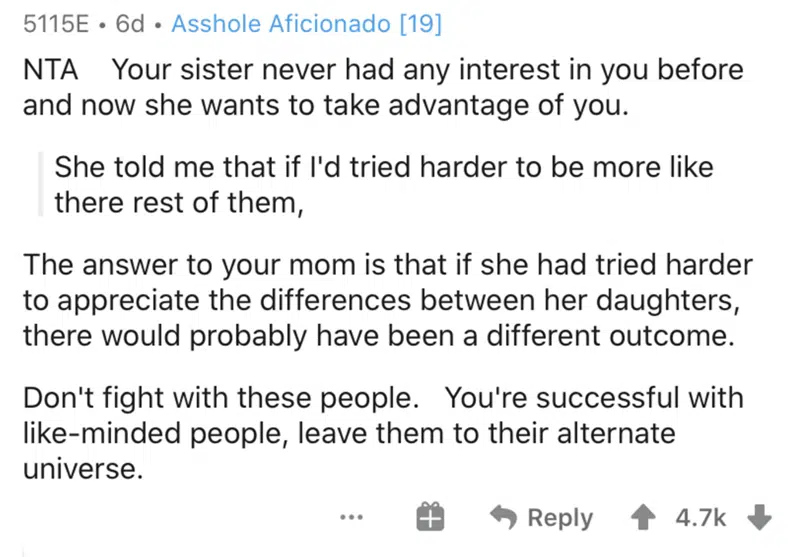 5115E • 6d • Asshole Aficionado [19]
NTA Your sister never had any interest in you before
and now she wants to take advantage of you.
She told me that if I'd tried harder to be more like
there rest of them,
The answer to your mom is that if she had tried harder
to appreciate the differences between her daughters,
there would probably have been a different outcome.
Don't fight with these people. You're successful with
like-minded people, leave them to their alternate
universe.
... Reply 4.7k